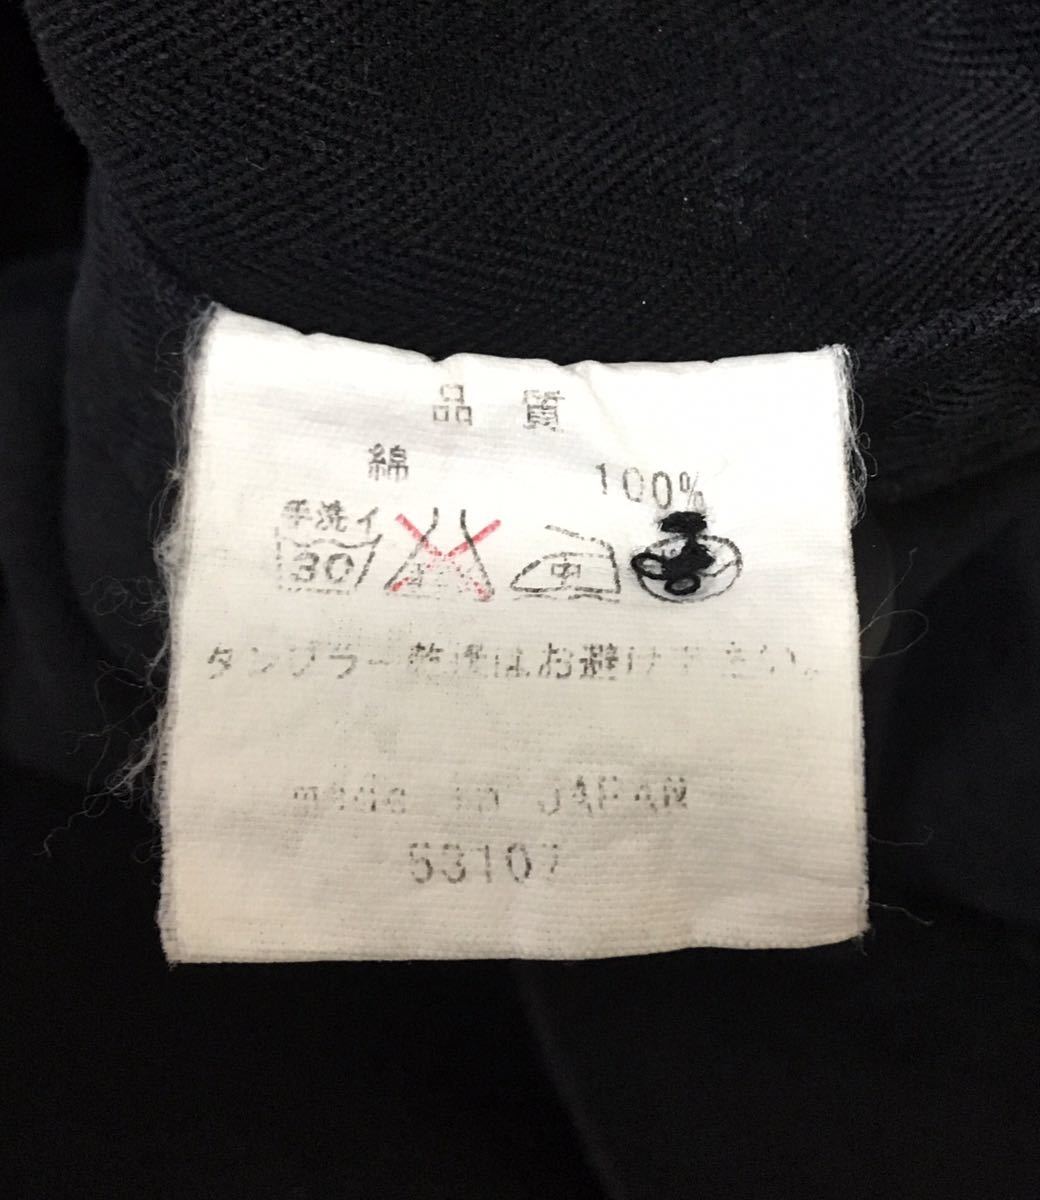 品質
綿 100%
手洗イ
30 中
タンブラー乾燥はお避け下さい。
made in JAPAN
53107